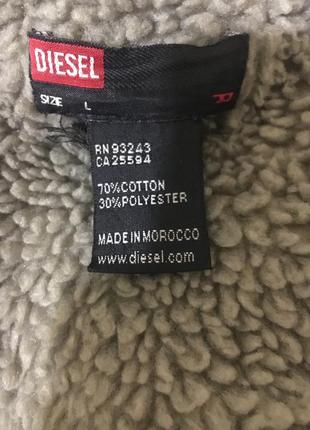 DIESEL
SIZE L
RN 93243
CA 25594
70%COTTON
30%POLYESTER
MADE IN MOROCCO
www.diesel.com